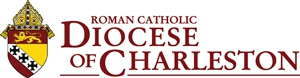 ROMAN CATHOLIC
DIOCESE
OF CHARLESTON